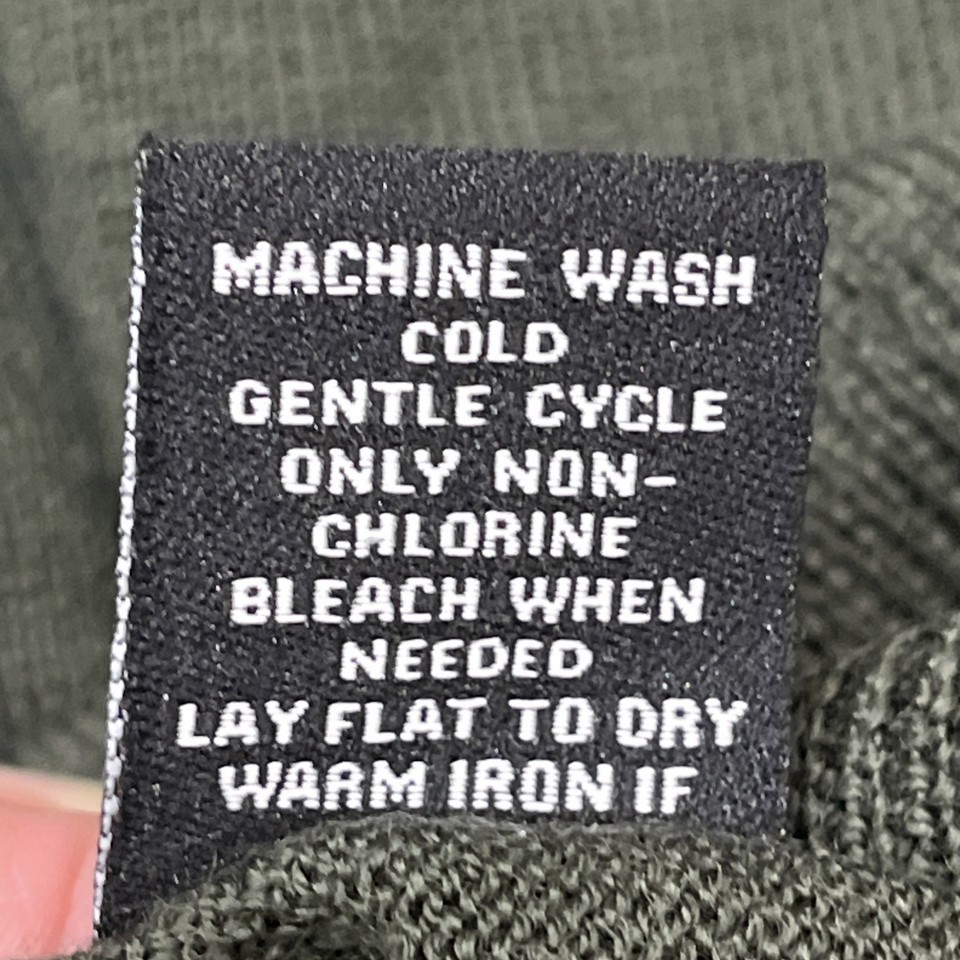 MACHINE WASH
COLD
GENTLE CYCLE
ONLY NON-
CHLORINE
BLEACH WHEN
NEEDED
LAY FLAT TO DRY
WARM IRON IF